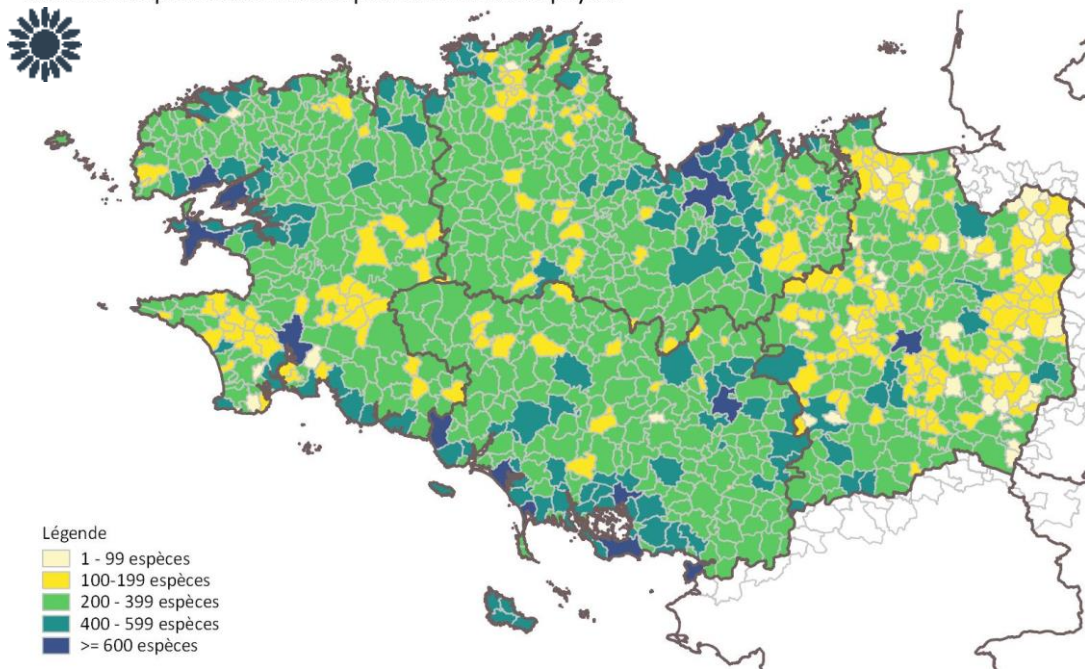 Légende
1 - 99 espèces
100-199 espèces
200 - 399 espèces
400 - 599 espèces
>= 600 espèces